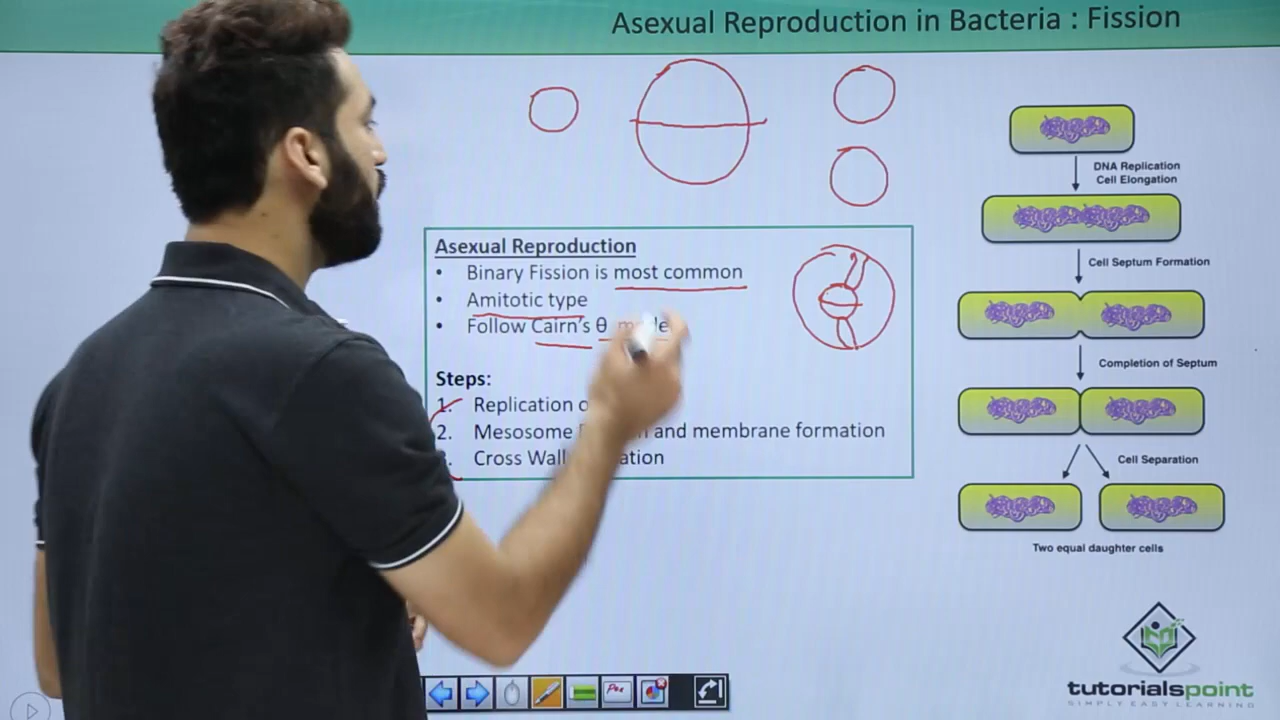 Asexual Reproduction in Bacteria : Fission
DNA Replication
Cell Elongation
Cell Septum Formation
Completion of Septum
Cell Separation
Two equal daughter cells
Asexual Reproduction
• Binary Fission is most common
• Amitotic type
• Follow Cairn's θ
Steps:
1. Replication
2. Mesosome and membrane formation
Cross Wall
Pen
tutorialspoint
SIMPLY EASY LEARNING